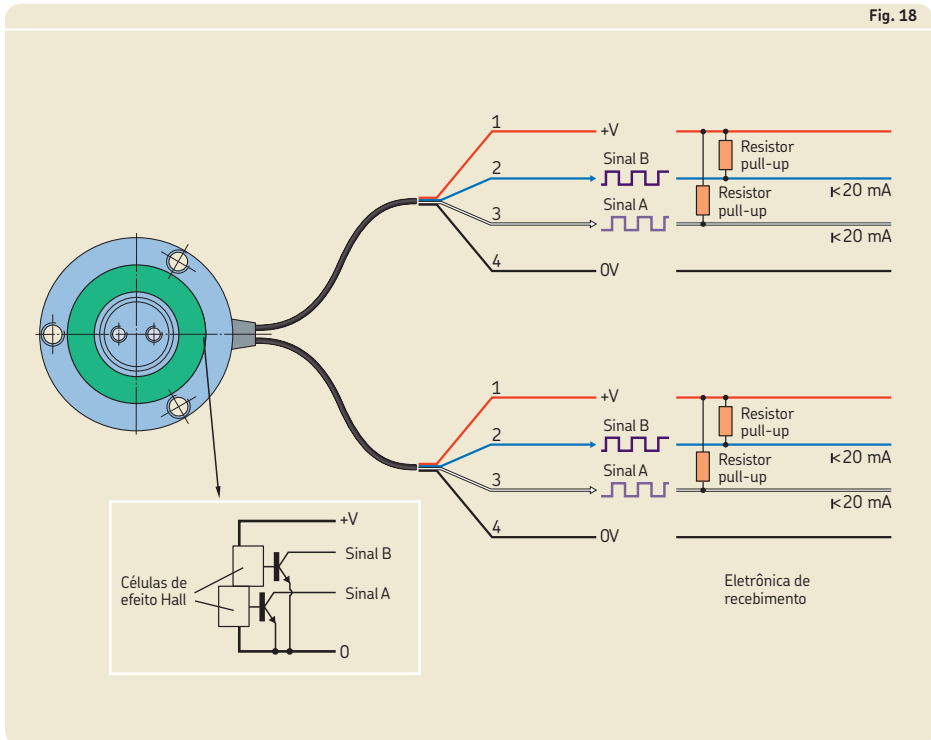 Fig. 18
1
+V
Resistor
pull-up
Sinal B
2
I<20 mA
Resistor
pull-up
Sinal A
3
I<20 mA
4
0V
1
+V
Resistor
pull-up
Sinal B
2
I<20 mA
Resistor
pull-up
Sinal A
3
I<20 mA
4
0V
+V
Sinal B
Células de
efeito Hall
Sinal A
0
Eletrônica de
recebimento